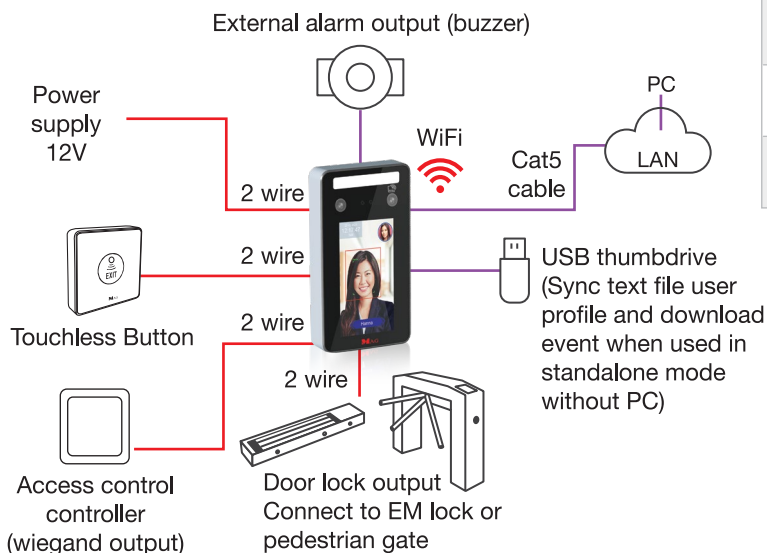 External alarm output (buzzer)
Power
supply
12V
WiFi
PC
LAN
Cat5
cable
2 wire
2 wire
EXIT
Touchless Button
2 wire
2 wire
USB thumbdrive
(Sync text file user
profile and download
event when used in
standalone mode
without PC)
Access control
controller
(wiegand output)
Door lock output
Connect to EM lock or
pedestrian gate